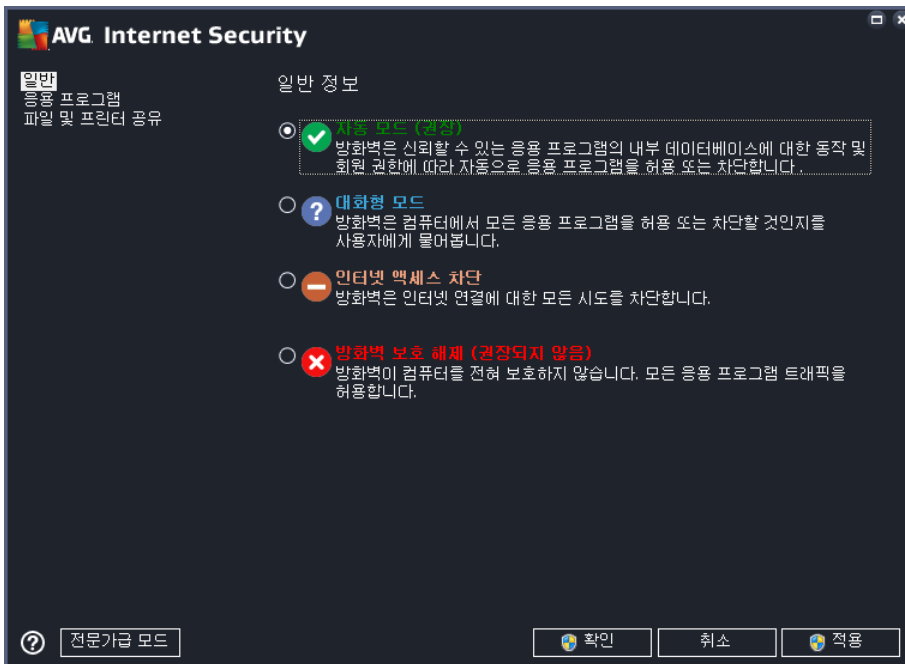 AVG. Internet Security
일반
응용 프로그램
파일 및 프린터 공유
일반 정보
자동 모드 (권장)
방화벽은 신뢰할 수 있는 응용 프로그램의 내부 데이터베이스에 대한 동작 및
회원 권한에 따라 자동으로 응용 프로그램을 허용 또는 차단합니다.
대화형 모드
방화벽은 컴퓨터에서 모든 응용 프로그램을 허용 또는 차단할 것인지를
사용자에게 물어봅니다.
인터넷 액세스 차단
방화벽은 인터넷 연결에 대한 모든 시도를 차단합니다.
방화벽 보호 해제 (권장되지 않음)
방화벽이 컴퓨터를 전혀 보호하지 않습니다. 모든 응용 프로그램 트래픽을
허용합니다.
전문가급 모드
확인
취소
적용